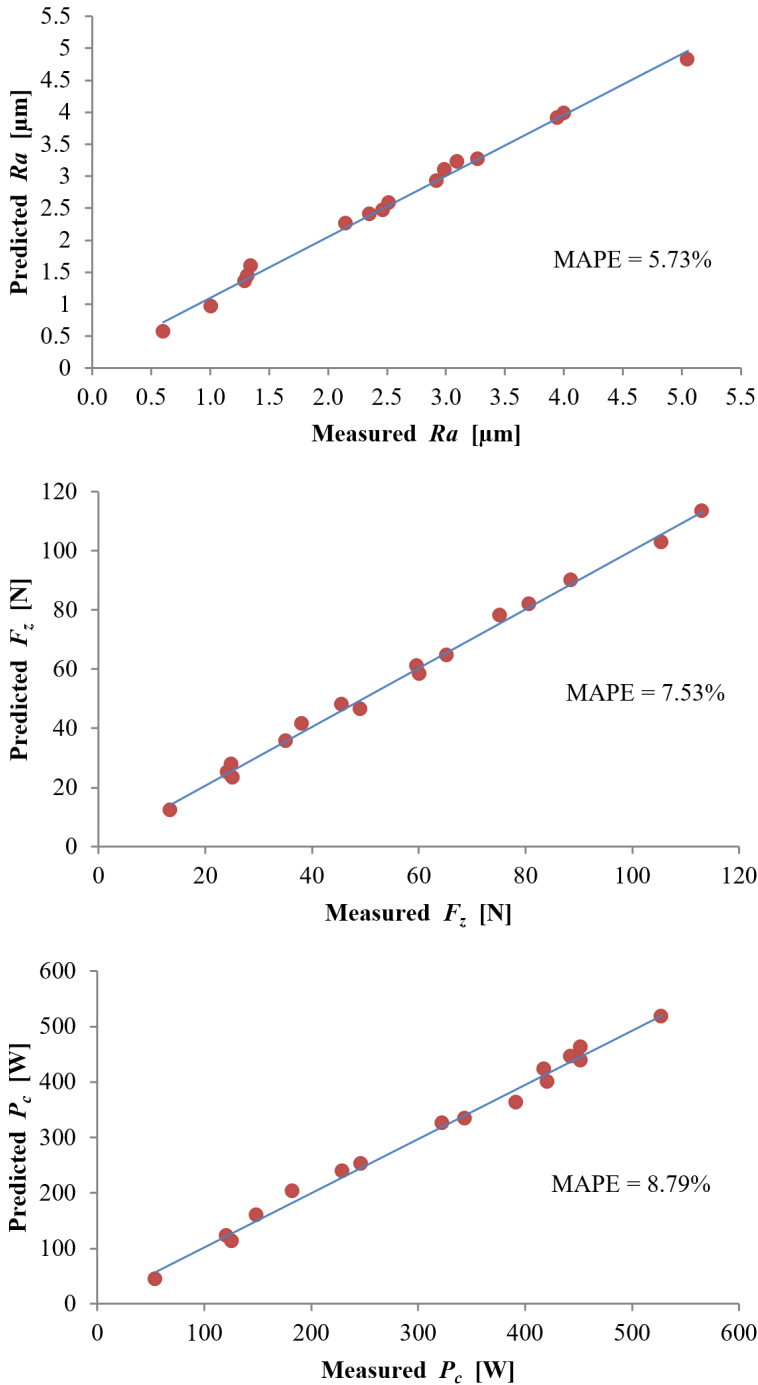 5.5
5
4.5
4
3.5
3
2.5
2
1.5
1
0.5
0
Predicted Ra [µm]
MAPE = 5.73%
0.0 0.5 1.0 1.5 2.0 2.5 3.0 3.5 4.0 4.5 5.0 5.5
Measured Ra [µm]
120
100
80
60
40
20
0
Predicted Fz [N]
MAPE = 7.53%
0 20 40 60 80 100 120
Measured Fz [N]
600
500
400
300
200
100
0
Predicted Pc [W]
MAPE = 8.79%
0 100 200 300 400 500 600
Measured Pc [W]